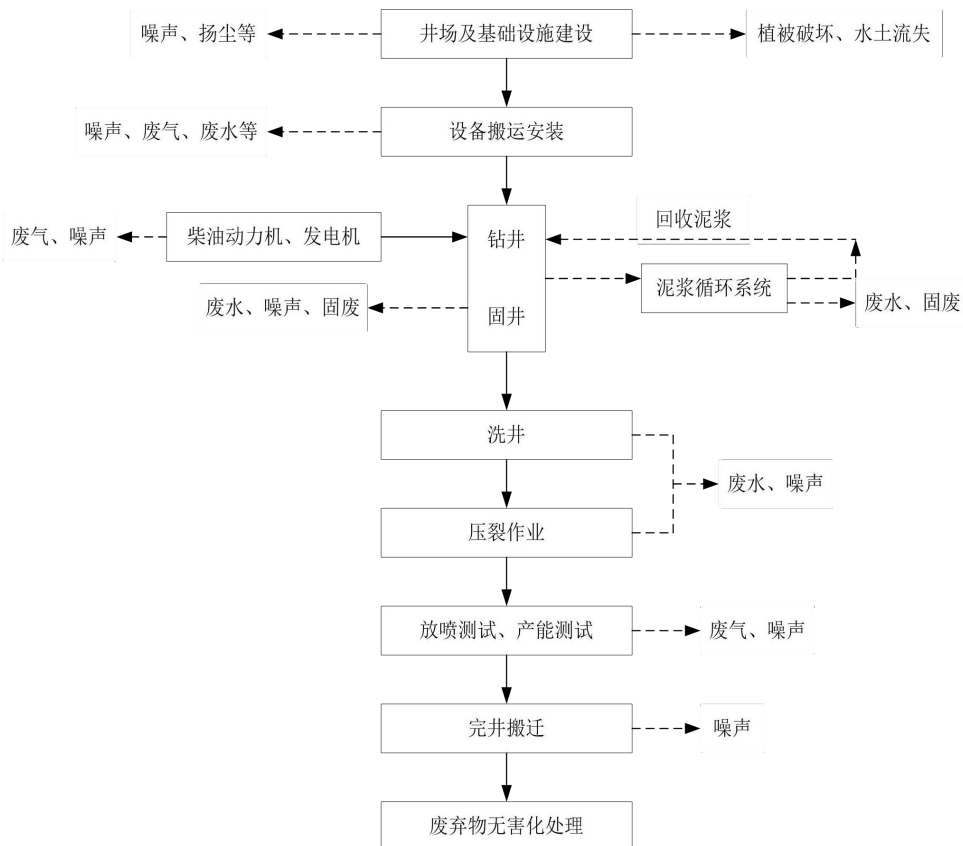 噪声、扬尘等
井场及基础设施建设
植被破坏、水土流失
噪声、废气、废水等
设备搬运安装
回收泥浆
废气、噪声
柴油动力机、发电机
钻井
泥浆循环系统
废水、噪声、固废
固井
废水、固废
洗井
废水、噪声
压裂作业
放喷测试、产能测试
废气、噪声
完井搬迁
噪声
废弃物无害化处理